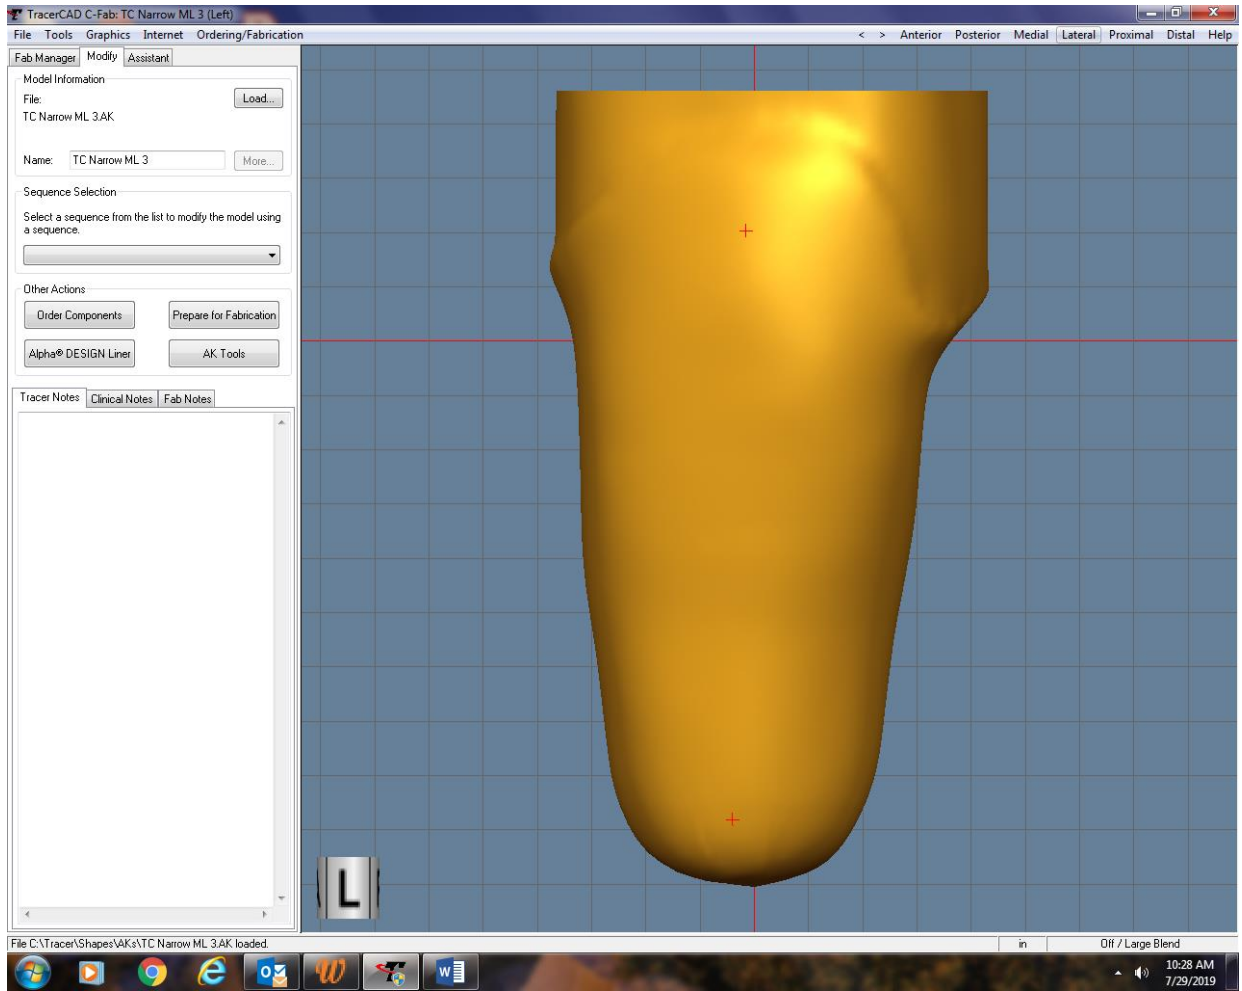 TracerCAD C-Fab: TC Narrow ML 3 (Left)
File Tools Graphics Internet Ordering/Fabrication < > Anterior Posterior Medial Lateral Proximal Distal Help
Fab Manager Modify Assistant
Model Information
File: Load...
TC Narrow ML 3.AK
Name: TC Narrow ML 3 More...
Sequence Selection
Select a sequence from the list to modify the model using
a sequence.
Other Actions
Order Components Prepare for Fabrication
Alpha® DESIGN Liner AK Tools
Tracer Notes Clinical Notes Fab Notes
L
File C:\Tracer\Shapes\AKs\TC Narrow ML 3.AK loaded. in Off / Large Blend
10:28 AM
7/29/2019